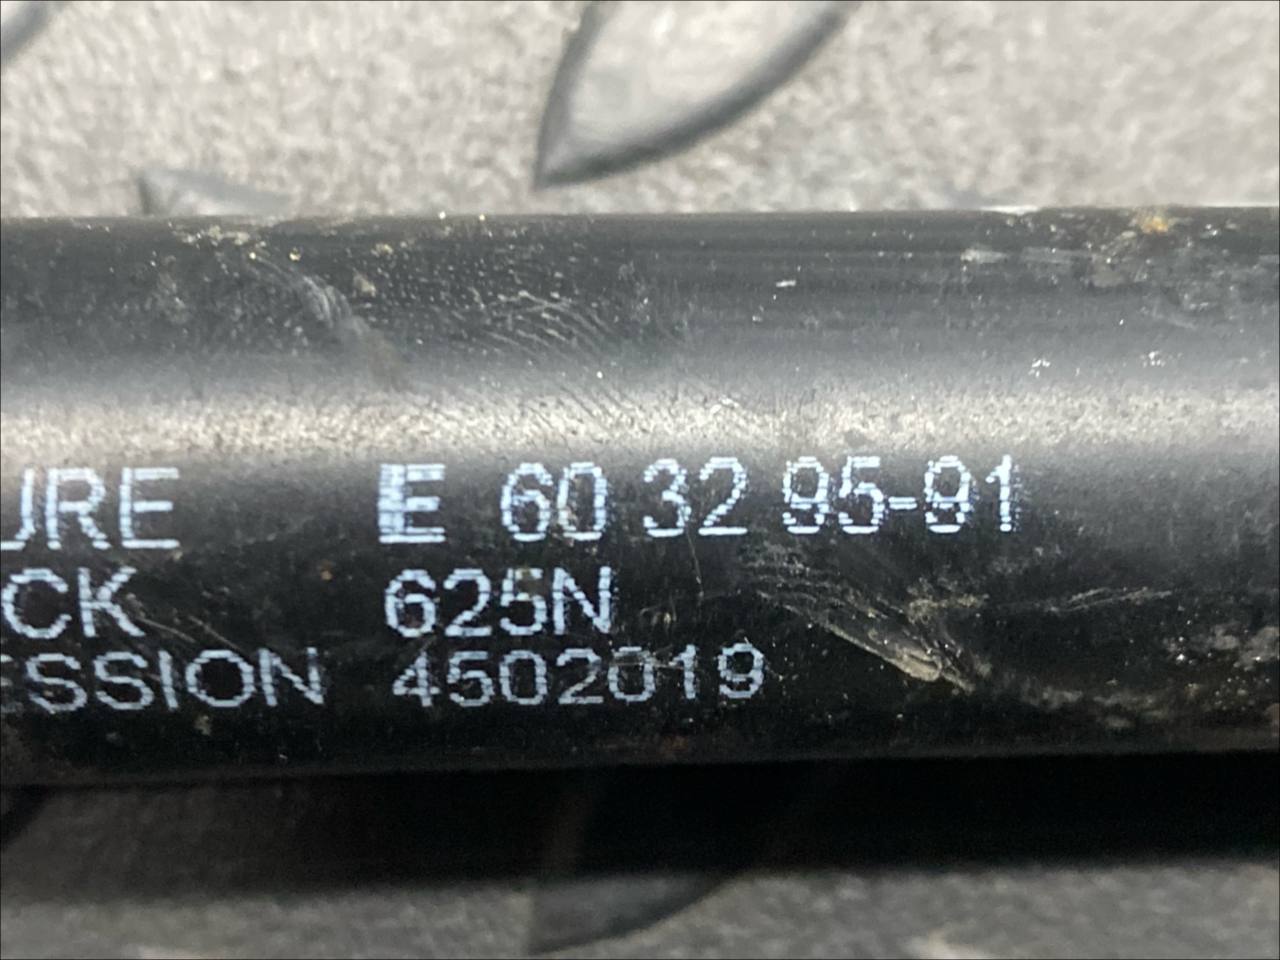 URE E 60 32 95-91
CK 625N
ESSION 4502019